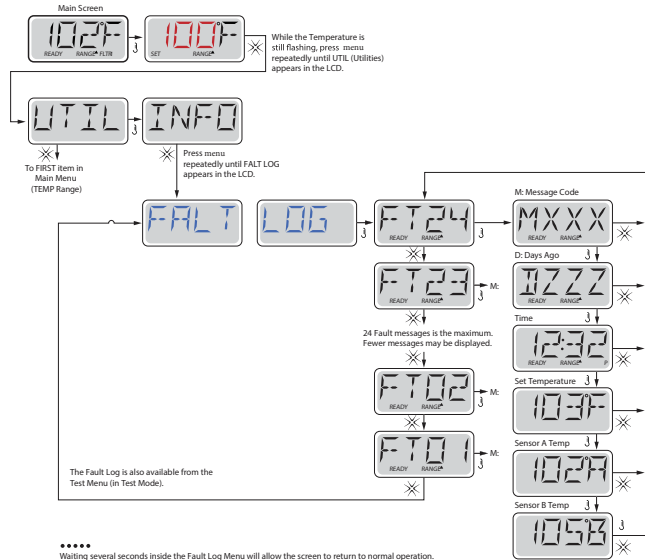 Main Screen
102°F
READY RANGE FLTR1
100°F
SET RANGE
While the Temperature is
still flashing, press menu
repeatedly until UTIL (Utilities)
appears in the LCD.
UTIL
INFO
To FIRST item in
Main Menu
(TEMP Range)
Press menu
repeatedly until FALT LOG
appears in the LCD.
FALT
LOG
FT24
READY RANGE
M: Message Code
MXXX
READY RANGE
FT23
READY RANGE
M:
D: Days Ago
DZZZ
READY RANGE
24 Fault messages is the maximum.
Fewer messages may be displayed.
Time
12:32
READY RANGE P
FT02
READY RANGE
M:
Set Temperature
103°F
FT01
READY RANGE
M:
Sensor A Temp
102°A
Sensor B Temp
105°B
The Fault Log is also available from the
Test Menu (in Test Mode).
Waiting several seconds inside the Fault Log Menu will allow the screen to return to normal operation.